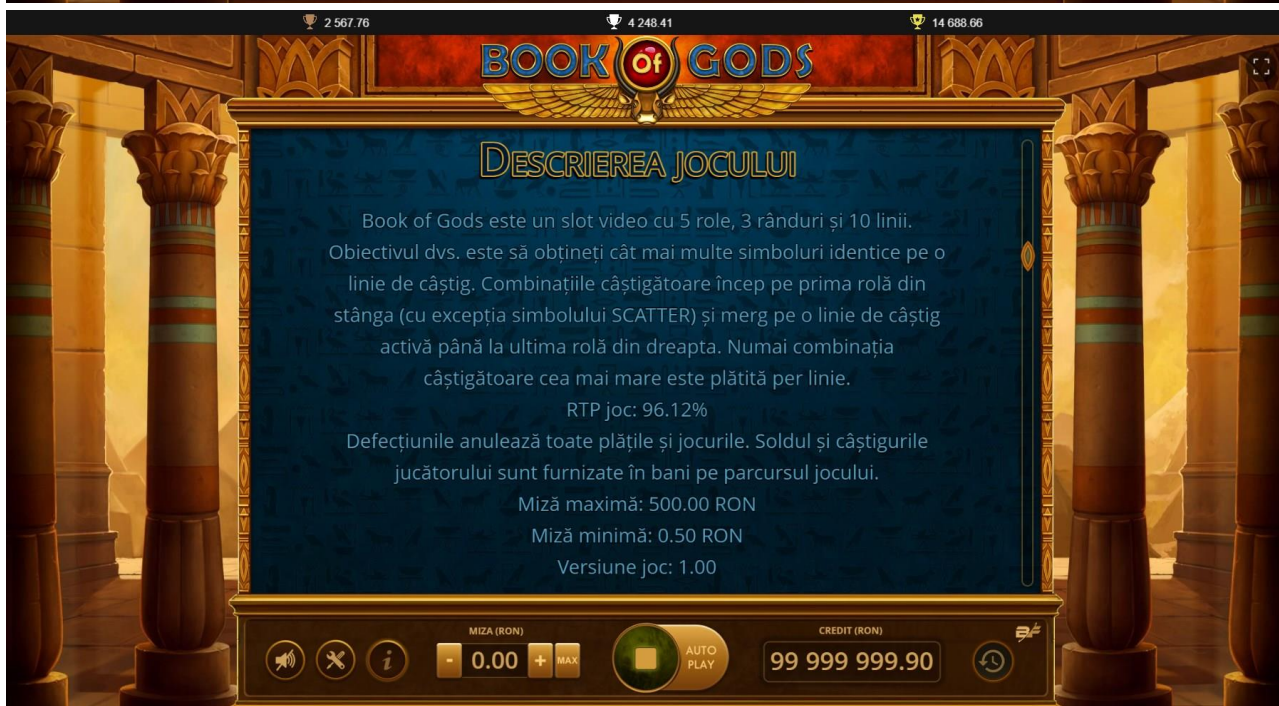 2 567.76 4 248.41 14 688.66
BOOK Of GODS
DESCRIEREA JOCULUI
Book of Gods este un slot video cu 5 role, 3 rânduri și 10 linii.
Obiectivul dvs. este să obțineți cât mai multe simboluri identice pe o
linie de câștig. Combinațiile câștigătoare încep pe prima rolă din
stânga (cu excepția simbolului SCATTER) și merg pe o linie de câștig
activă până la ultima rolă din dreapta. Numai combinația
câștigătoare cea mai mare este plătită per linie.
RTP joc: 96.12%
Defecțiunile anulează toate plățile și jocurile. Soldul și câștigurile
jucătorului sunt furnizate în bani pe parcursul jocului.
Miză maximă: 500.00 RON
Miză minimă: 0.50 RON
Versiune joc: 1.00
MIZA (RON)
- 0.00 + MAX
AUTO
PLAY
CREDIT (RON)
99 999 999.90
BF